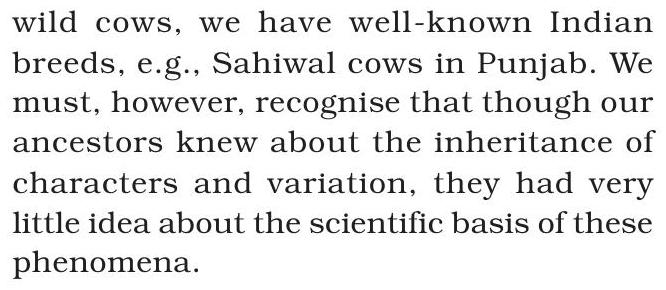 wild cows, we have well-known Indian
breeds, e.g., Sahiwal cows in Punjab. We
must, however, recognise that though our
ancestors knew about the inheritance of
characters and variation, they had very
little idea about the scientific basis of these
phenomena.